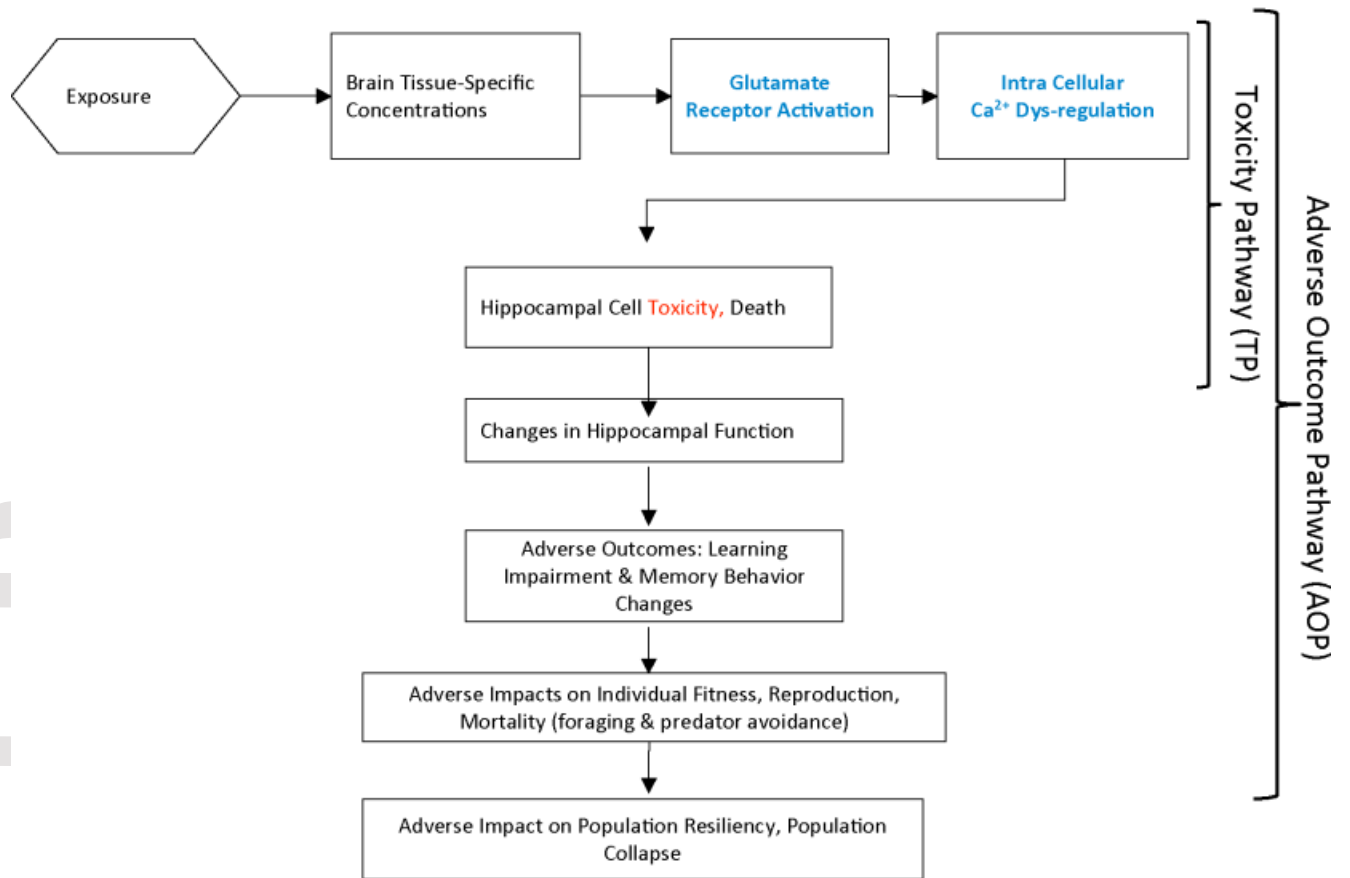 Exposure
Brain Tissue-Specific
Concentrations
Glutamate
Receptor Activation
Intra Cellular
Ca²⁺ Dys-regulation
Toxicity Pathway (TP)
Adverse Outcome Pathway (AOP)
Hippocampal Cell Toxicity, Death
Changes in Hippocampal Function
Adverse Outcomes: Learning
Impairment & Memory Behavior
Changes
Adverse Impacts on Individual Fitness, Reproduction,
Mortality (foraging & predator avoidance)
Adverse Impact on Population Resiliency, Population
Collapse